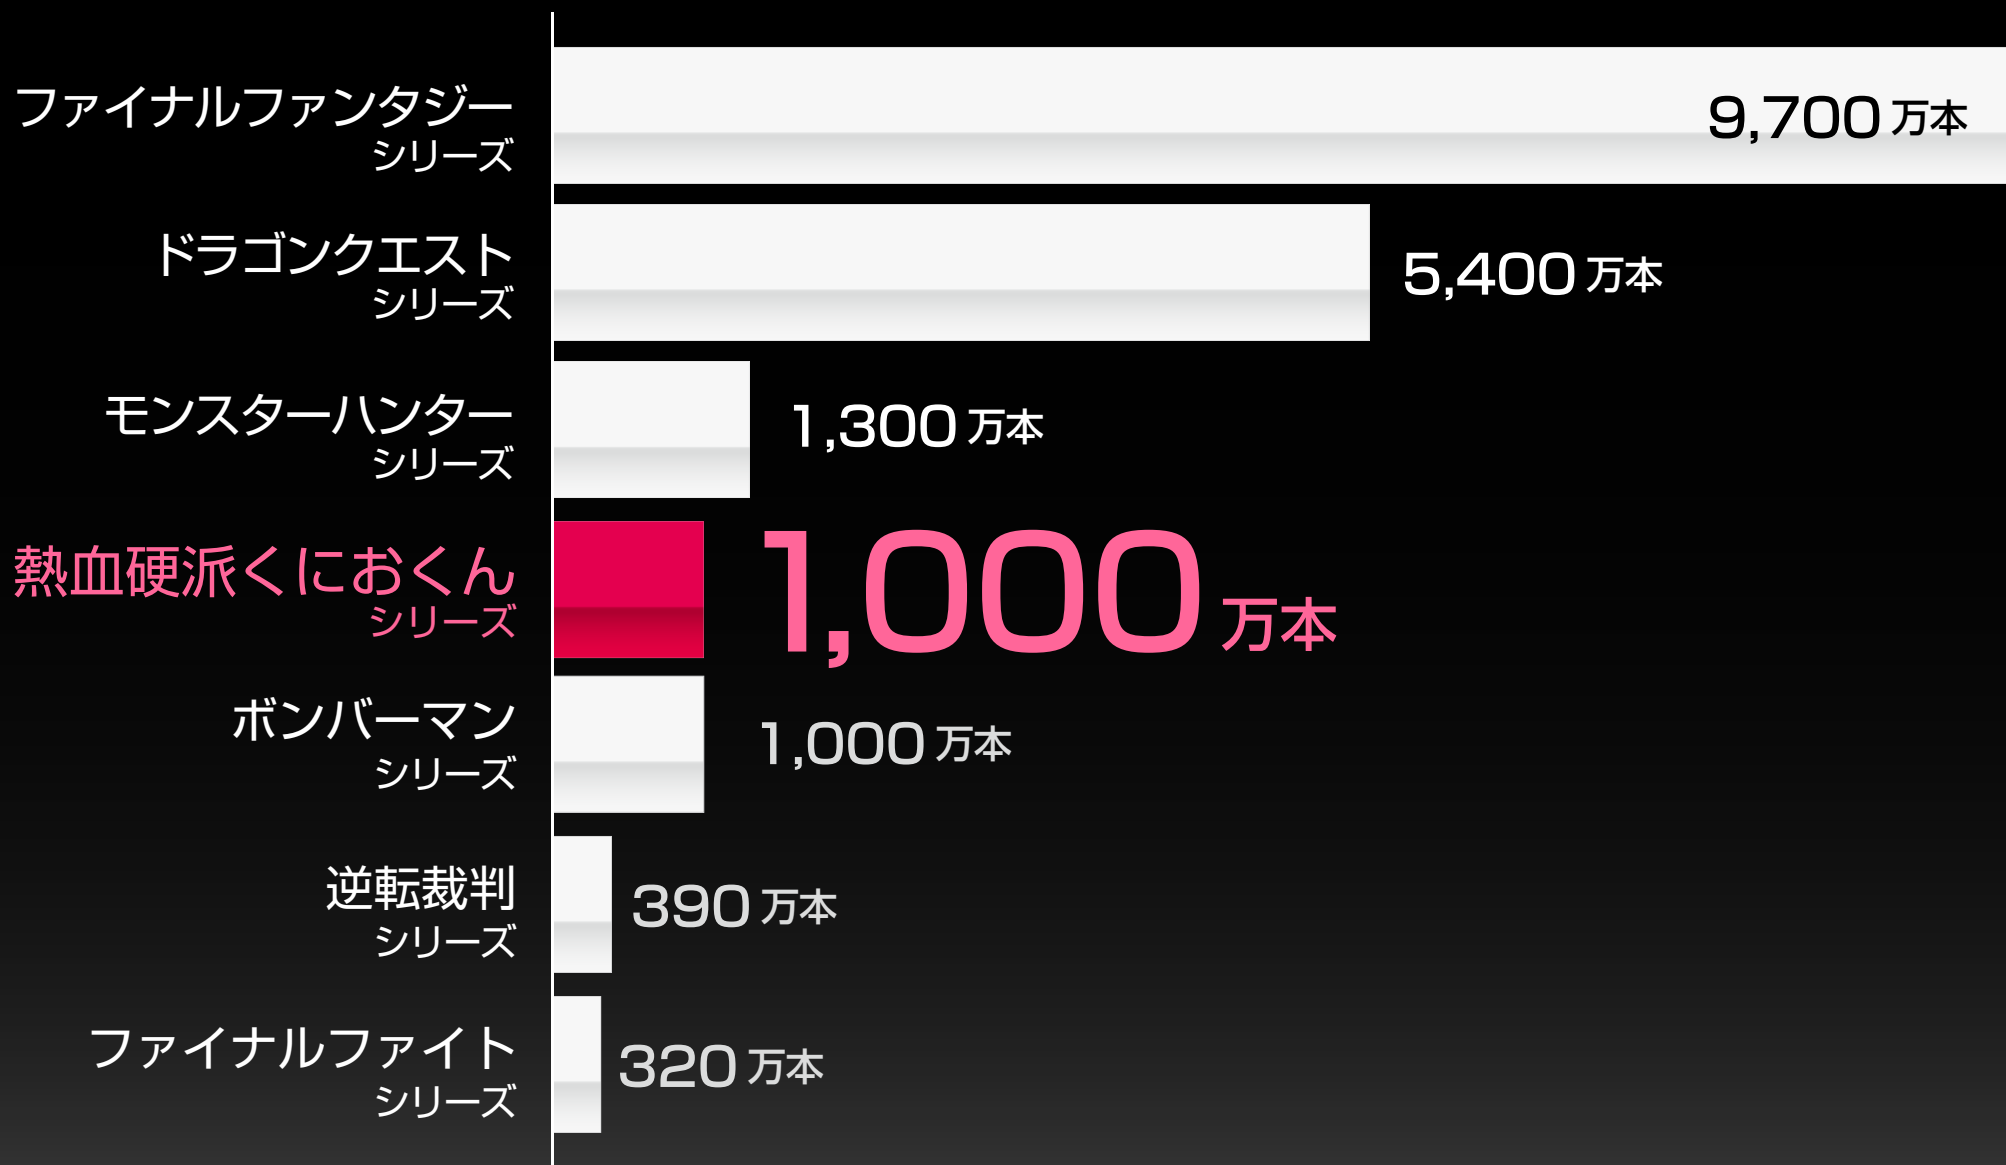 ファイナルファンタジー
シリーズ
9,700 万本
ドラゴンクエスト
シリーズ
5,400 万本
モンスターハンター
シリーズ
1,300 万本
熱血硬派くにおくん
シリーズ
1,000 万本
ボンバーマン
シリーズ
1,000 万本
逆転裁判
シリーズ
390 万本
ファイナルファイト
シリーズ
320 万本